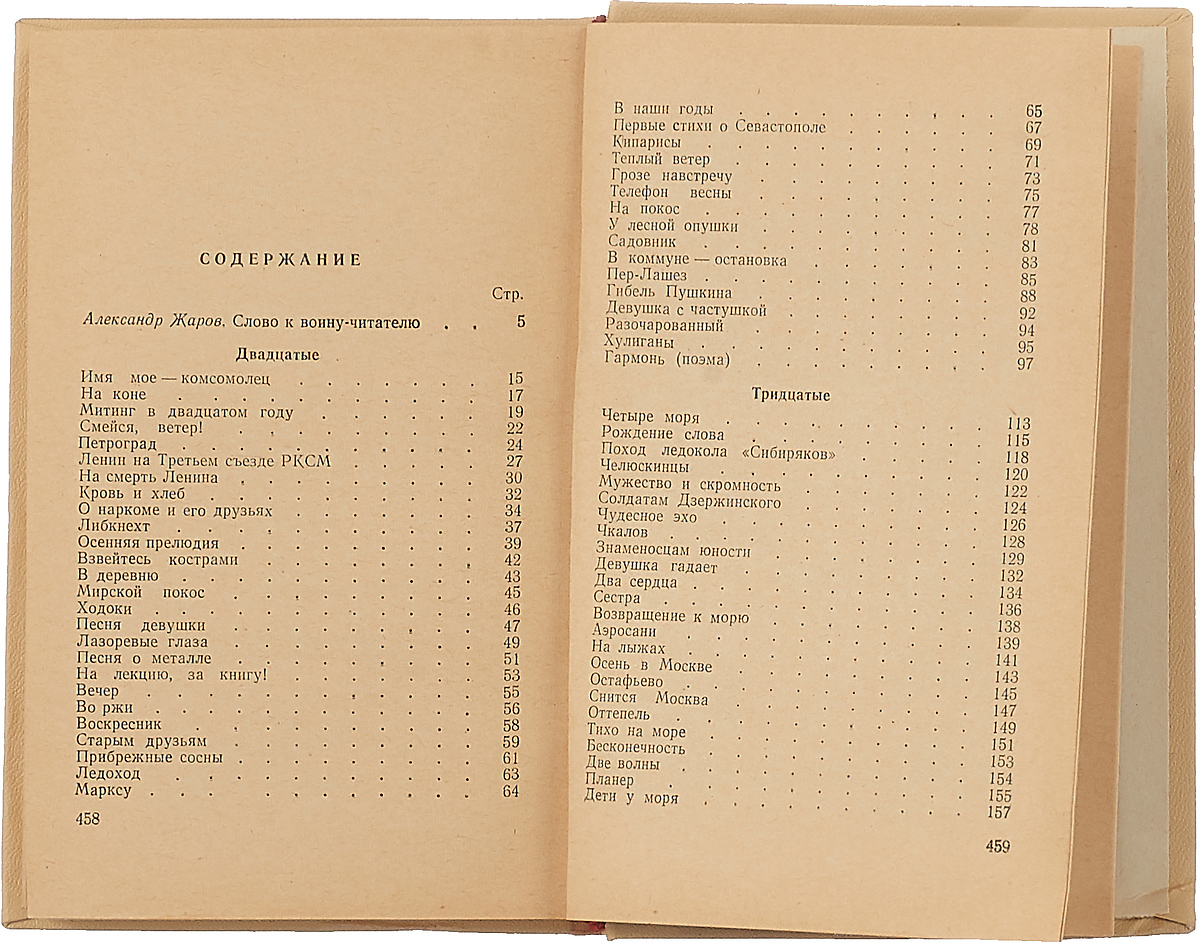 СОДЕРЖАНИЕ
Стр.
Александр Жаров. Слово к воину-читателю . . 5
Двадцатые
Имя мое — комсомолец . . . . . . . 15
На коне . . . . . . . . . . . 17
Митинг в двадцатом году . . . . . . 19
Смейся, ветер! . . . . . . . . . 22
Петроград . . . . . . . . . . . 24
Ленин на Третьем съезде РКСМ . . . . . 27
На смерть Ленина . . . . . . . . . 30
Кровь и хлеб . . . . . . . . . . 32
О наркоме и его друзьях . . . . . . . 34
Либкнехт . . . . . . . . . . . 37
Осенняя прелюдия . . . . . . . . . 39
Взвейтесь кострами . . . . . . . . 42
В деревню . . . . . . . . . . . 43
Мирской покос . . . . . . . . . 45
Ходоки . . . . . . . . . . . . 46
Песня девушки . . . . . . . . . 47
Лазоревые глаза . . . . . . . . . 49
Песня о металле . . . . . . . . . 51
На лекцию, за книгу! . . . . . . . 53
Вечер . . . . . . . . . . . . 55
Во ржи . . . . . . . . . . . . 56
Воскресник . . . . . . . . . . 58
Старым друзьям . . . . . . . . . 59
Прибрежные сосны . . . . . . . . . 61
Ледоход . . . . . . . . . . . 63
Марксу . . . . . . . . . . . 64
458
В наши годы . . . . . . . . . . 65
Первые стихи о Севастополе . . . . . . 67
Кипарисы . . . . . . . . . . . 69
Теплый ветер . . . . . . . . . . 71
Грозе навстречу . . . . . . . . . 73
Телефон весны . . . . . . . . . 75
На покос . . . . . . . . . . . 77
У лесной опушки . . . . . . . . . 78
Садовник . . . . . . . . . . . 81
В коммуне — остановка . . . . . . . 83
Пер-Лашез . . . . . . . . . . . 85
Гибель Пушкина . . . . . . . . . 88
Девушка с частушкой . . . . . . . . 92
Разочарованный . . . . . . . . . 94
Хулиганы . . . . . . . . . . . 95
Гармонь (поэма) . . . . . . . . . 97
Тридцатые
Четыре моря . . . . . . . . . . 113
Рождение слова . . . . . . . . . 115
Поход ледокола «Сибиряков» . . . . . 118
Челюскинцы . . . . . . . . . . 120
Мужество и скромность . . . . . . . 122
Солдатам Дзержинского . . . . . . . 124
Чудесное эхо . . . . . . . . . . 126
Чкалов . . . . . . . . . . . . 128
Знаменосцам юности . . . . . . . . 129
Девушка гадает . . . . . . . . . 132
Два сердца . . . . . . . . . . 134
Сестра . . . . . . . . . . . . 136
Возвращение к морю . . . . . . . . 138
Аэросани . . . . . . . . . . . 139
На лыжах . . . . . . . . . . . 141
Осень в Москве . . . . . . . . . 143
Остафьево . . . . . . . . . . . 145
Снится Москва . . . . . . . . . 147
Оттепель . . . . . . . . . . . 149
Тихо на море . . . . . . . . . . 151
Бесконечность . . . . . . . . . . 153
Две волны . . . . . . . . . . . 154
Планер . . . . . . . . . . . . 155
Дети у моря . . . . . . . . . . 157
459